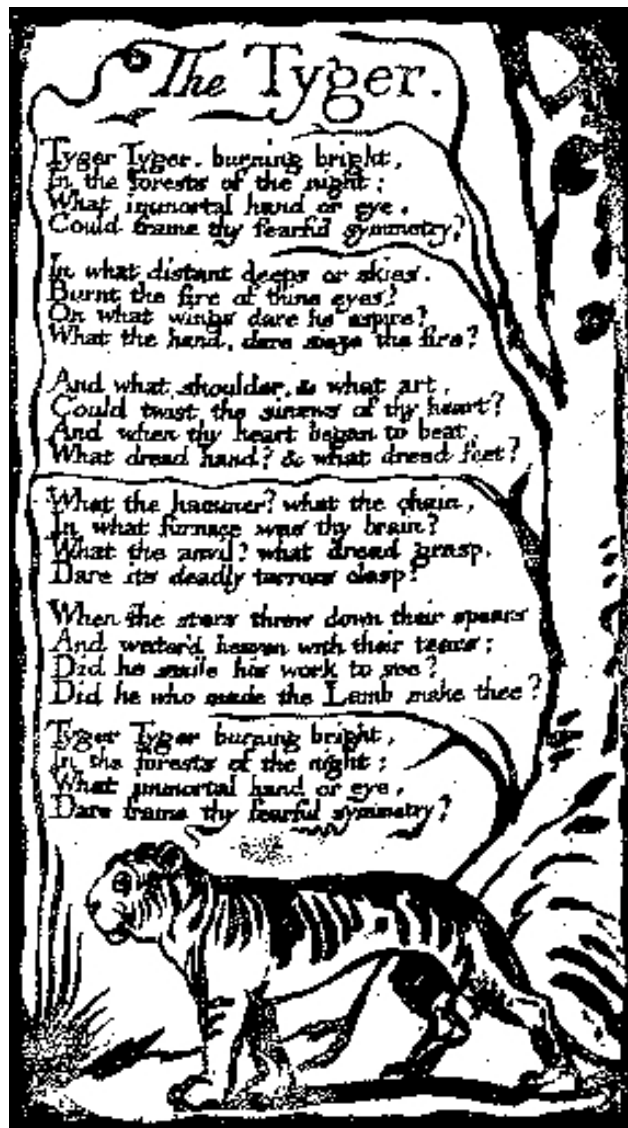 The Tyger.
Tyger Tyger. burning bright,
In the forests of the night:
What immortal hand or eye,
Could frame thy fearful symmetry?
In what distant deeps or skies.
Burnt the fire of thine eyes?
On what wings dare he aspire?
What the hand, dare sieze the fire?
And what shoulder, & what art,
Could twist the sinews of thy heart?
And when thy heart began to beat,
What dread hand? & what dread feet?
What the hammer? what the chain,
In what furnace was thy brain?
What the anvil? what dread grasp,
Dare its deadly terrors clasp?
When the stars threw down their spears
And water'd heaven with their tears:
Did he smile his work to see?
Did he who made the Lamb make thee?
Tyger Tyger burning bright,
In the forests of the night:
What immortal hand or eye,
Dare frame thy fearful symmetry?